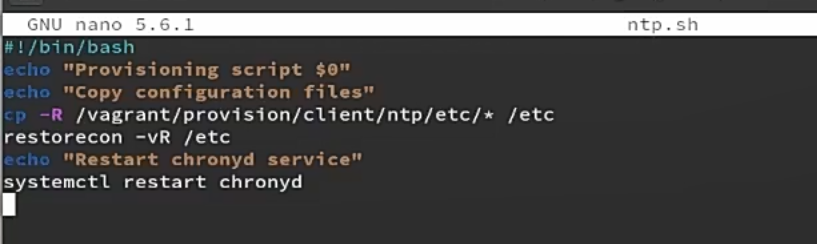 GNU nano 5.6.1 ntp.sh
#!/bin/bash
echo "Provisioning script $0"
echo "Copy configuration files"
cp -R /vagrant/provision/client/ntp/etc/* /etc
restorecon -vR /etc
echo "Restart chronyd service"
systemctl restart chronyd